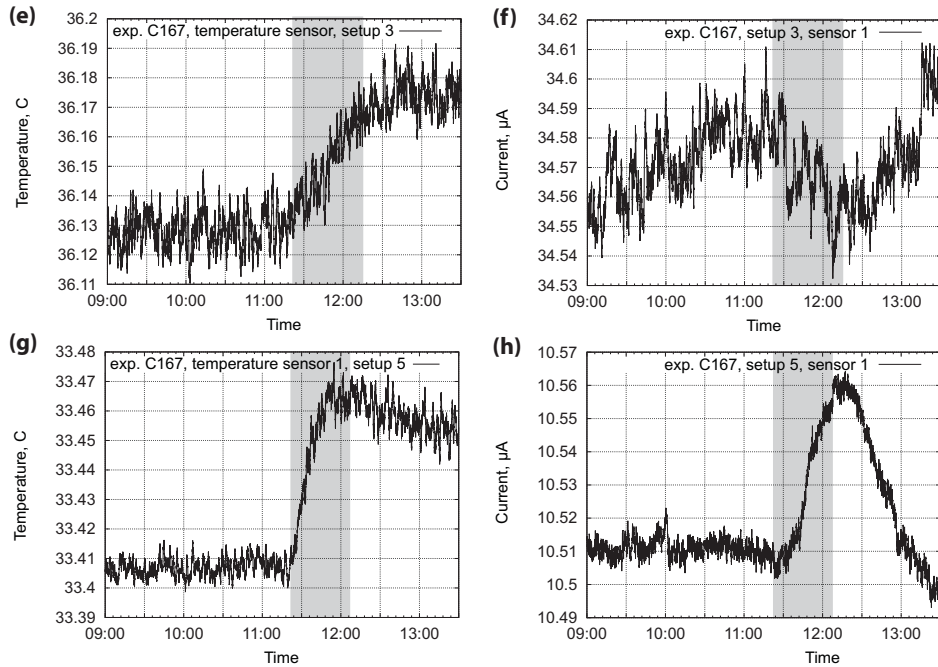 (e)
36.2
36.19
36.18
36.17
36.16
36.15
36.14
36.13
36.12
36.11
Temperature, C
exp. C167, temperature sensor, setup 3
09:00 10:00 11:00 12:00 13:00
Time
(f)
34.62
34.61
34.6
34.59
34.58
34.57
34.56
34.55
34.54
34.53
Current, μA
exp. C167, setup 3, sensor 1
09:00 10:00 11:00 12:00 13:00
Time
(g)
33.48
33.47
33.46
33.45
33.44
33.43
33.42
33.41
33.4
33.39
Temperature, C
exp. C167, temperature sensor 1, setup 5
09:00 10:00 11:00 12:00 13:00
Time
(h)
10.57
10.56
10.55
10.54
10.53
10.52
10.51
10.5
10.49
Current, μA
exp. C167, setup 5, sensor 1
09:00 10:00 11:00 12:00 13:00
Time